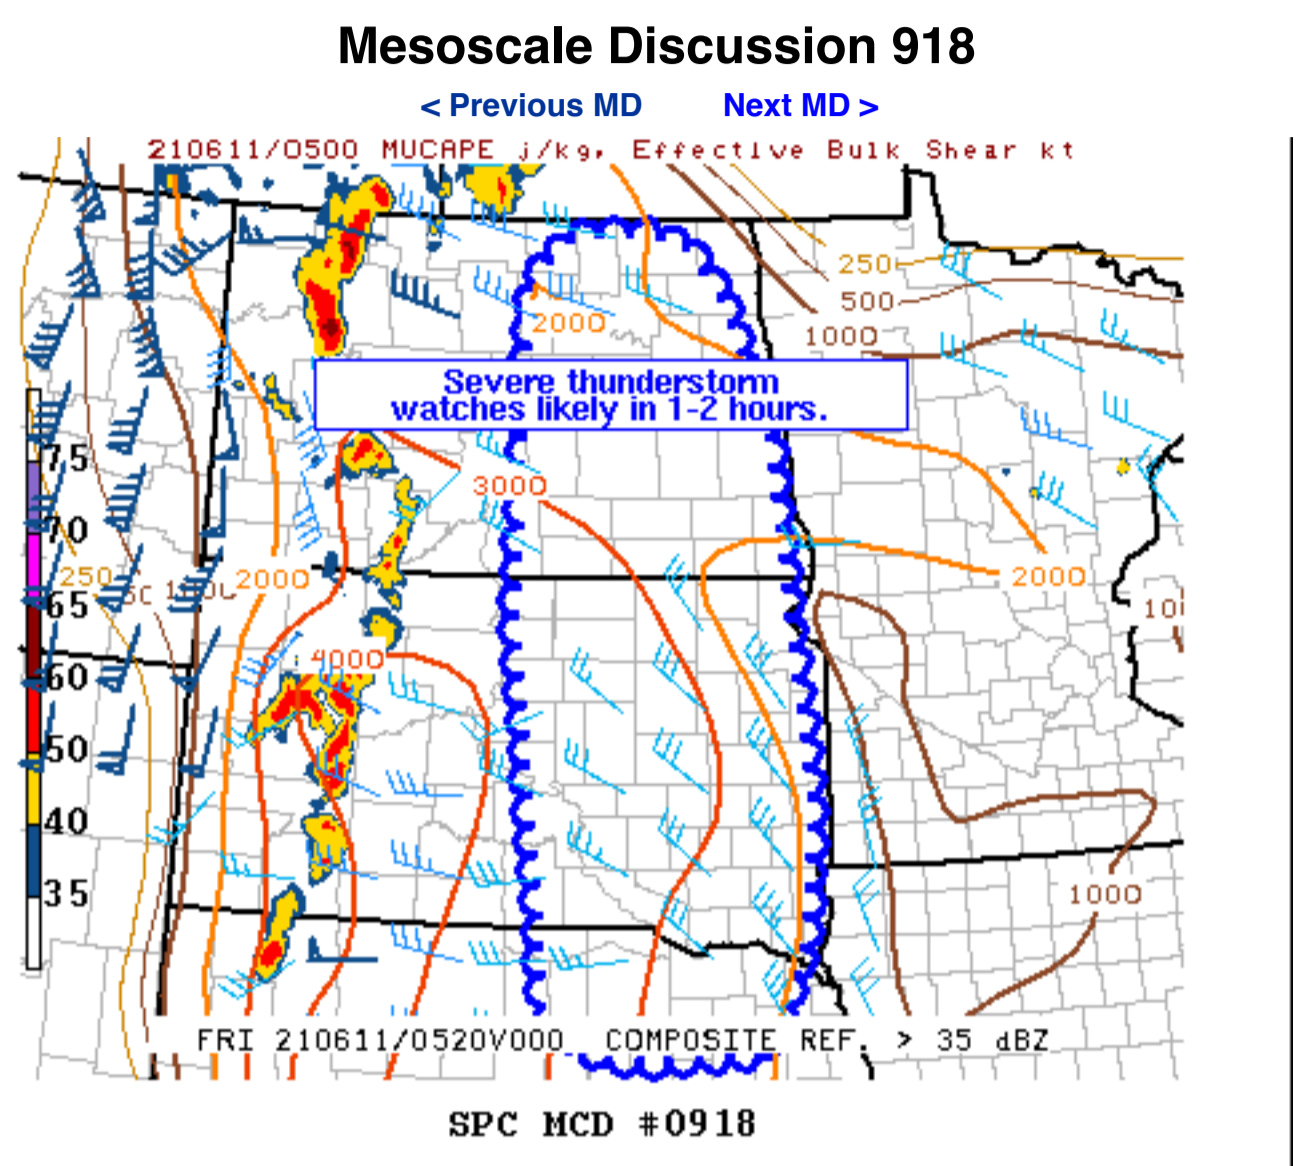 Mesoscale Discussion 918
< Previous MD Next MD >
210611/0500 MUCAPE j/kg, Effective Bulk Shear kt
250
500
1000
2000
Severe thunderstorm
watches likely in 1-2 hours.
75
3000
70
250
2000
2000
65
4000
60
50
40
35
1000
FRI 210611/0520V000 COMPOSITE REF. > 35 dBZ
SPC MCD #0918